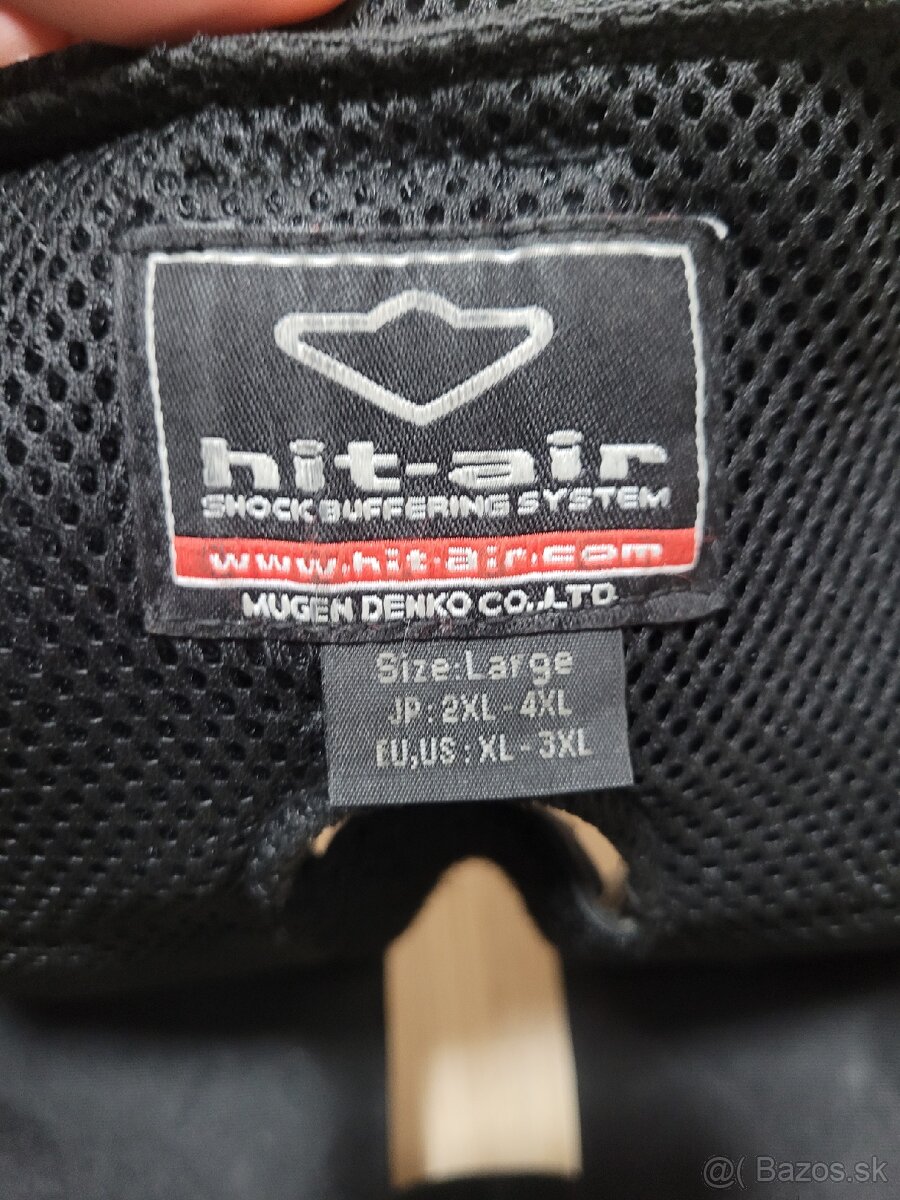 hit-air
SHOCK BUFFERING SYSTEM
www.hit-air.com
MUGEN DENKO CO.,LTD.
Size:Large
JP: 2XL - 4XL
EU,US : XL - 3XL
@( Bazos.sk